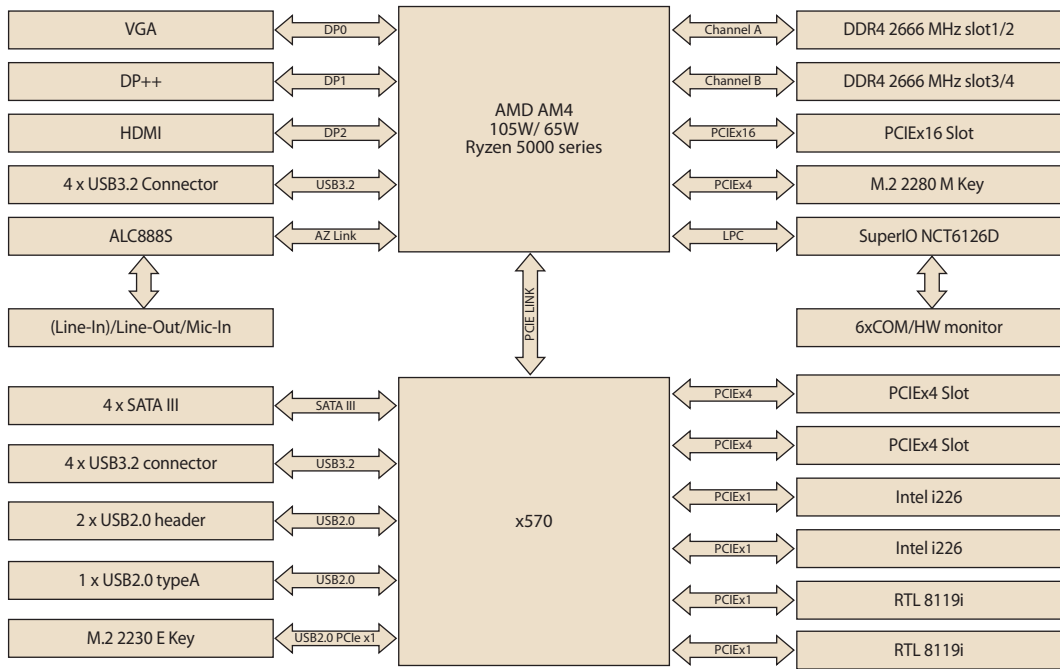 VGA
DP0
DP++
DP1
HDMI
DP2
4 x USB3.2 Connector
USB3.2
ALC888S
AZ Link
(Line-In)/Line-Out/Mic-In
AMD AM4
105W/ 65W
Ryzen 5000 series
Channel A
DDR4 2666 MHz slot1/2
Channel B
DDR4 2666 MHz slot3/4
PCIEx16
PCIEx16 Slot
PCIEx4
M.2 2280 M Key
LPC
SuperIO NCT6126D
6xCOM/HW monitor
PCIE LINK
4 x SATA III
SATA III
4 x USB3.2 connector
USB3.2
2 x USB2.0 header
USB2.0
1 x USB2.0 typeA
USB2.0
M.2 2230 E Key
USB2.0 PCIe x1
x570
PCIEx4
PCIEx4 Slot
PCIEx4
PCIEx4 Slot
PCIEx1
Intel i226
PCIEx1
Intel i226
PCIEx1
RTL 8119i
PCIEx1
RTL 8119i